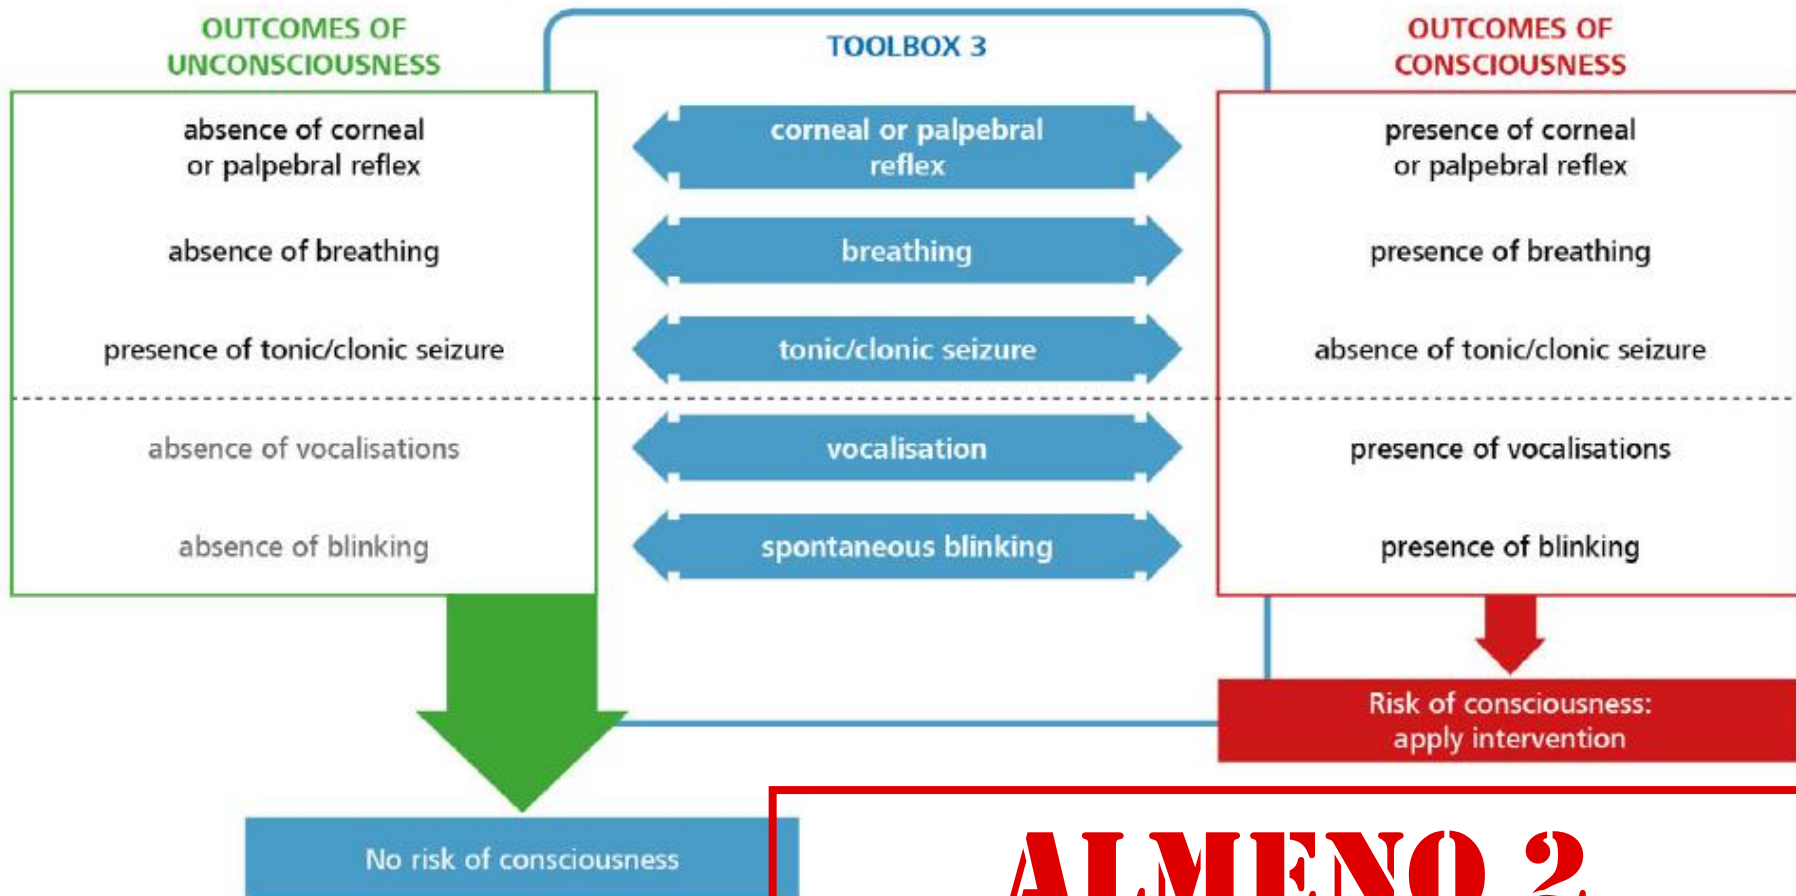 OUTCOMES OF
UNCONSCIOUSNESS
TOOLBOX 3
OUTCOMES OF
CONSCIOUSNESS
absence of corneal
or palpebral reflex
corneal or palpebral
reflex
presence of corneal
or palpebral reflex
absence of breathing
breathing
presence of breathing
presence of tonic/clonic seizure
tonic/clonic seizure
absence of tonic/clonic seizure
absence of vocalisations
vocalisation
presence of vocalisations
absence of blinking
spontaneous blinking
presence of blinking
Risk of consciousness:
apply intervention
No risk of consciousness
ALMENO 2